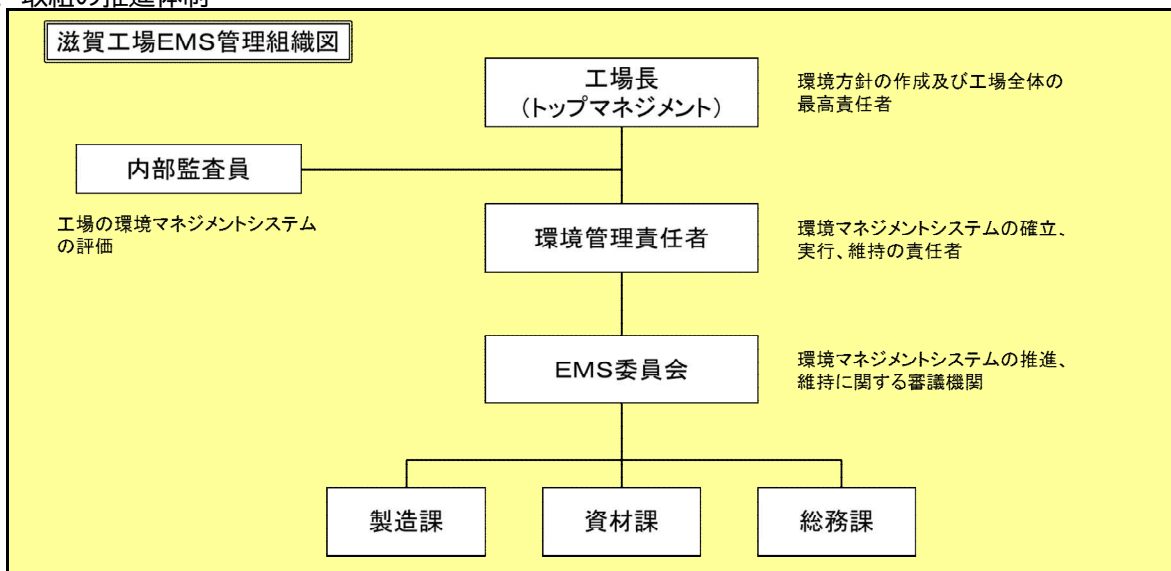 取組の推進体制
滋賀工場EMS管理組織図
工場長
(トップマネジメント)
環境方針の作成及び工場全体の
最高責任者
内部監査員
工場の環境マネジメントシステム
の評価
環境管理責任者
環境マネジメントシステムの確立、
実行、維持の責任者
EMS委員会
環境マネジメントシステムの推進、
維持に関する審議機関
製造課
資材課
総務課